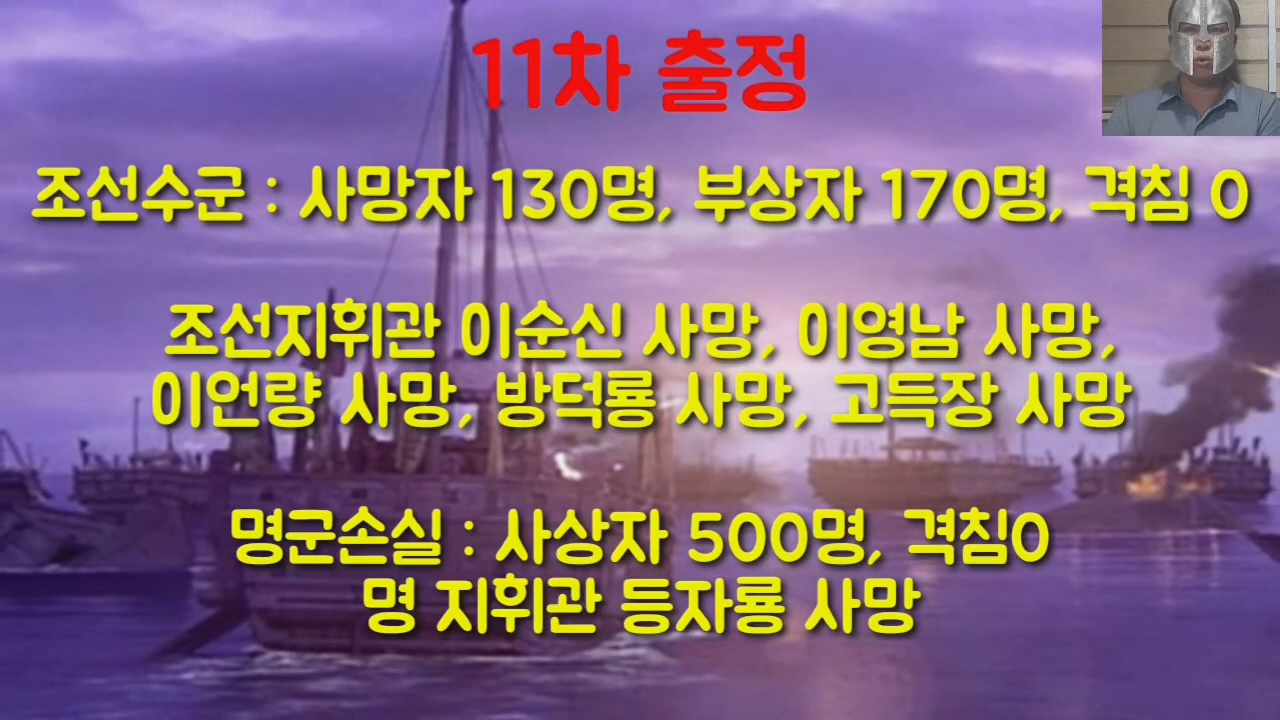 11차 출정
조선수군 : 사망자 130명, 부상자 170명, 격침 0
조선지휘관 이순신 사망, 이영남 사망,
이언량 사망, 방덕룡 사망, 고득장 사망
명군손실 : 사상자 500명, 격침0
명 지휘관 등자룡 사망